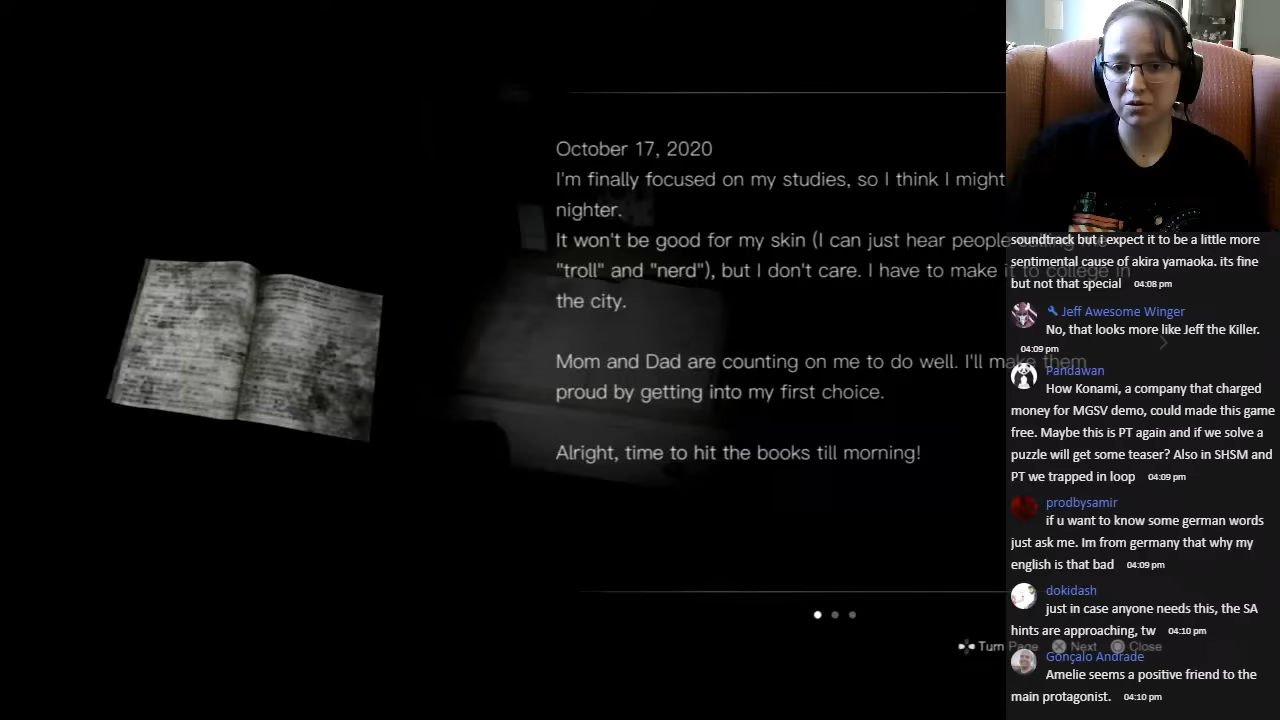 October 17, 2020
I'm finally focused on my studies, so I think I might
nighter.
It won't be good for my skin (I can just hear people calling me
"troll" and "nerd"), but I don't care. I have to make it to college in
the city.
Mom and Dad are counting on me to do well. I'll make them
proud by getting into my first choice.
Alright, time to hit the books till morning!
Turn Page Next Close
soundtrack but i expect it to be a little more
sentimental cause of akira yamaoka. its fine
but not that special 04:08 pm
Jeff Awesome Winger
No, that looks more like Jeff the Killer.
04:09 pm
Pandawan
How Konami, a company that charged
money for MGSV demo, could made this game
free. Maybe this is PT again and if we solve a
puzzle will get some teaser? Also in SHSM and
PT we trapped in loop 04:09 pm
prodbysamir
if u want to know some german words
just ask me. Im from germany that why my
english is that bad 04:09 pm
dokidash
just in case anyone needs this, the SA
hints are approaching, tw 04:10 pm
Gonçalo Andrade
Amelie seems a positive friend to the
main protagonist. 04:10 pm